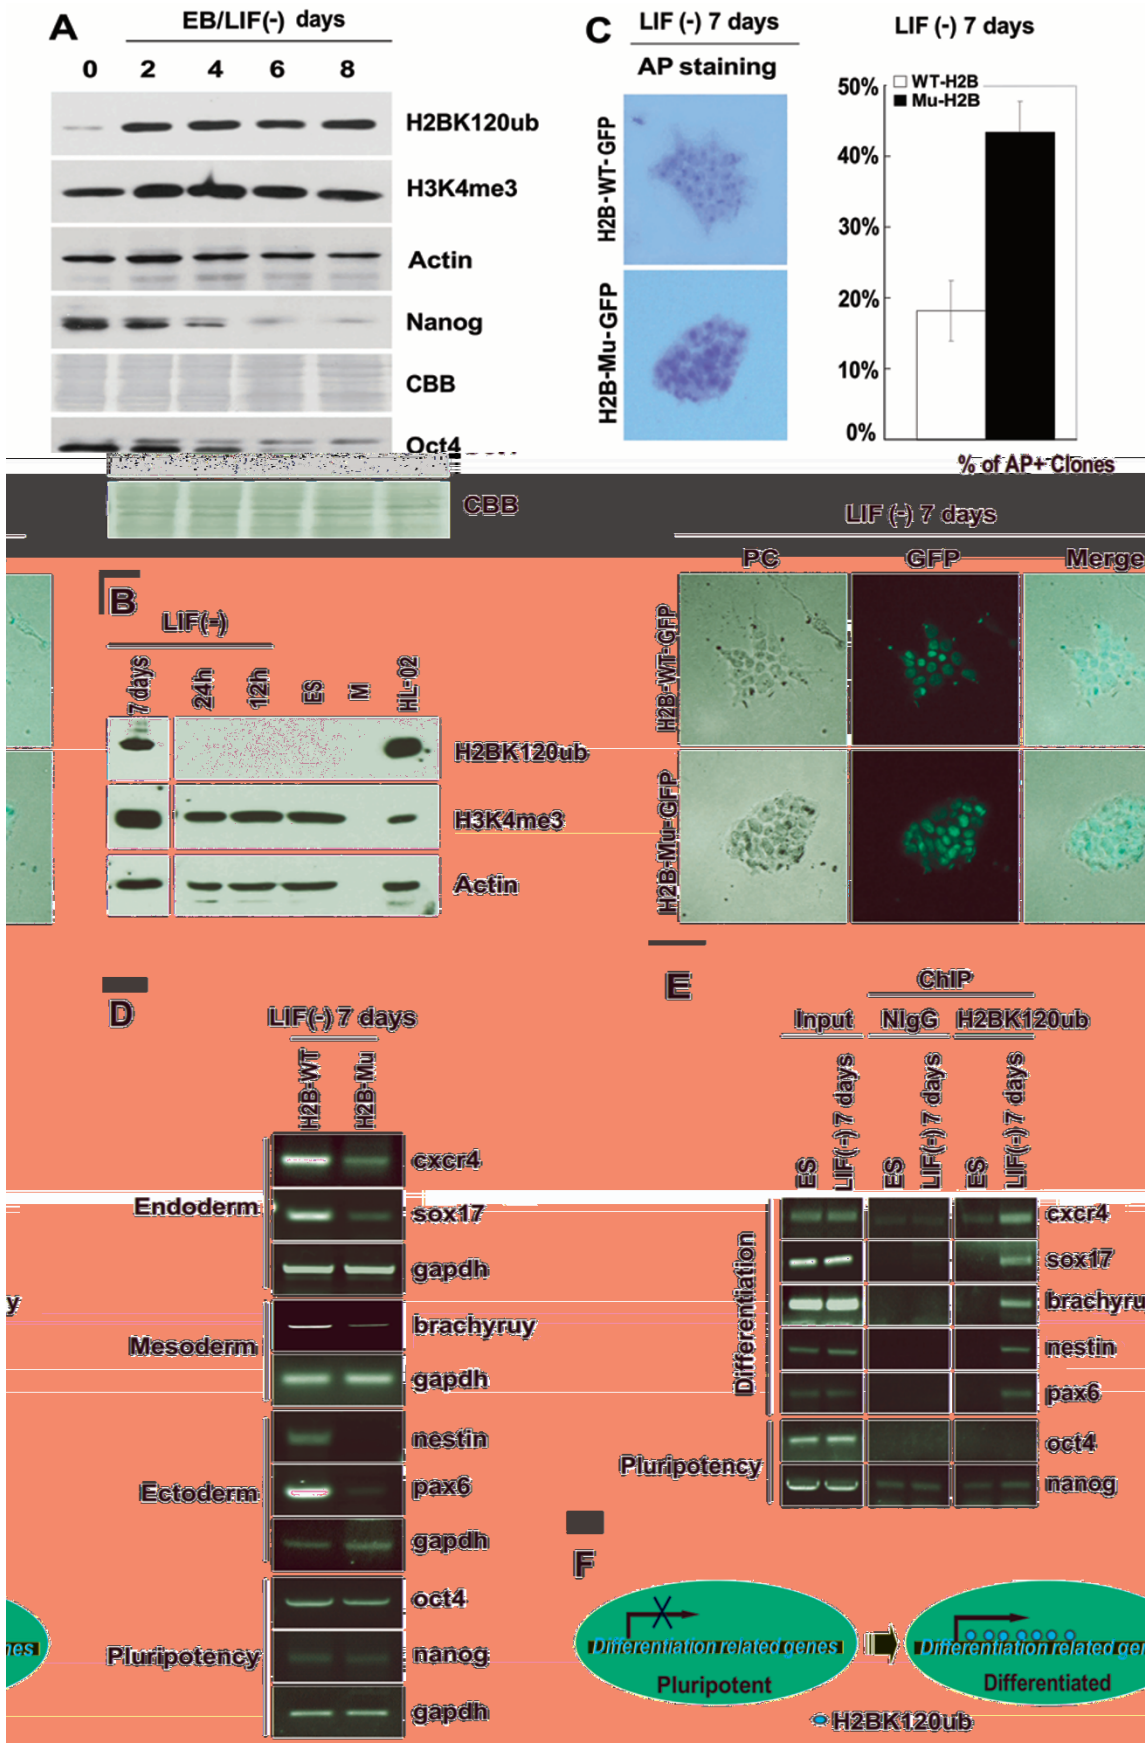 A
EB/LIF(-) days
0 2 4 6 8
H2BK120ub
H3K4me3
Actin
Nanog
CBB
Oct4
CBB
C
LIF (-) 7 days
AP staining
H2B-WT-GFP
H2B-Mu-GFP
LIF (-) 7 days
50%
40%
30%
20%
10%
0%
WT-H2B
Mu-H2B
% of AP+ Clones
LIF (-) 7 days
PC GFP Merge
H2B-WT-GFP
H2B-Mu-GFP
B
LIF(-)
7 days 24h 12h ES M HL-02
H2BK120ub
H3K4me3
Actin
D
LIF(-) 7 days
H2B-WT H2B-Mu
Endoderm
cxcr4
sox17
gapdh
Mesoderm
brachyruy
gapdh
Ectoderm
nestin
pax6
gapdh
Pluripotency
oct4
nanog
gapdh
E
ChIP
Input NIgG H2BK120ub
ES LIF(-) 7 days ES LIF(-) 7 days ES LIF(-) 7 days
Differentiation
cxcr4
sox17
brachyru
nestin
pax6
Pluripotency
oct4
nanog
y
F
Differentiation related genes
Pluripotent
Differentiation related gen
Differentiated
H2BK120ub
nes